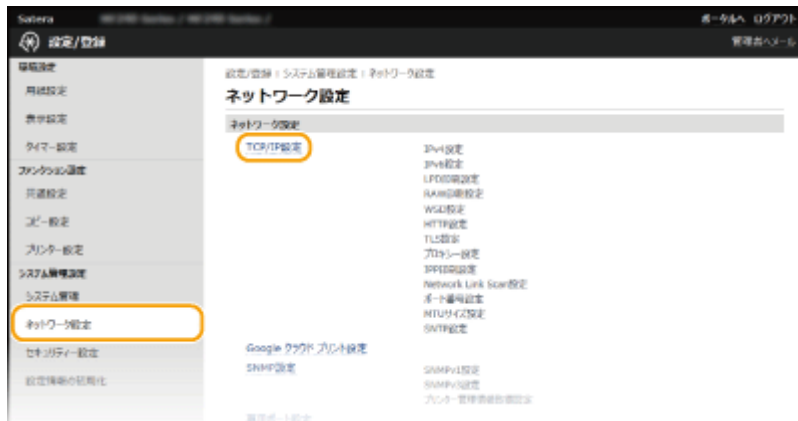 Satera
ポータルへ ログアウト
設定/登録
管理者へメール
環境設定
用紙設定
表示設定
タイマー設定
ファンクション設定
共通設定
コピー設定
プリンター設定
システム管理設定
システム管理
ネットワーク設定
セキュリティー設定
設定情報の初期化
設定/登録 : システム管理設定 : ネットワーク設定
ネットワーク設定
ネットワーク設定
TCP/IP設定
IPv4設定
IPv6設定
LPD印刷設定
RAW印刷設定
WSD設定
HTTP設定
TLS設定
プロキシー設定
IPP印刷設定
Network Link Scan設定
ポート番号設定
MTUサイズ設定
SNTP設定
Google クラウド プリント設定
SNMP設定
SNMPv1設定
SNMPv3設定
プリンター管理情報取得設定
専用ポート設定